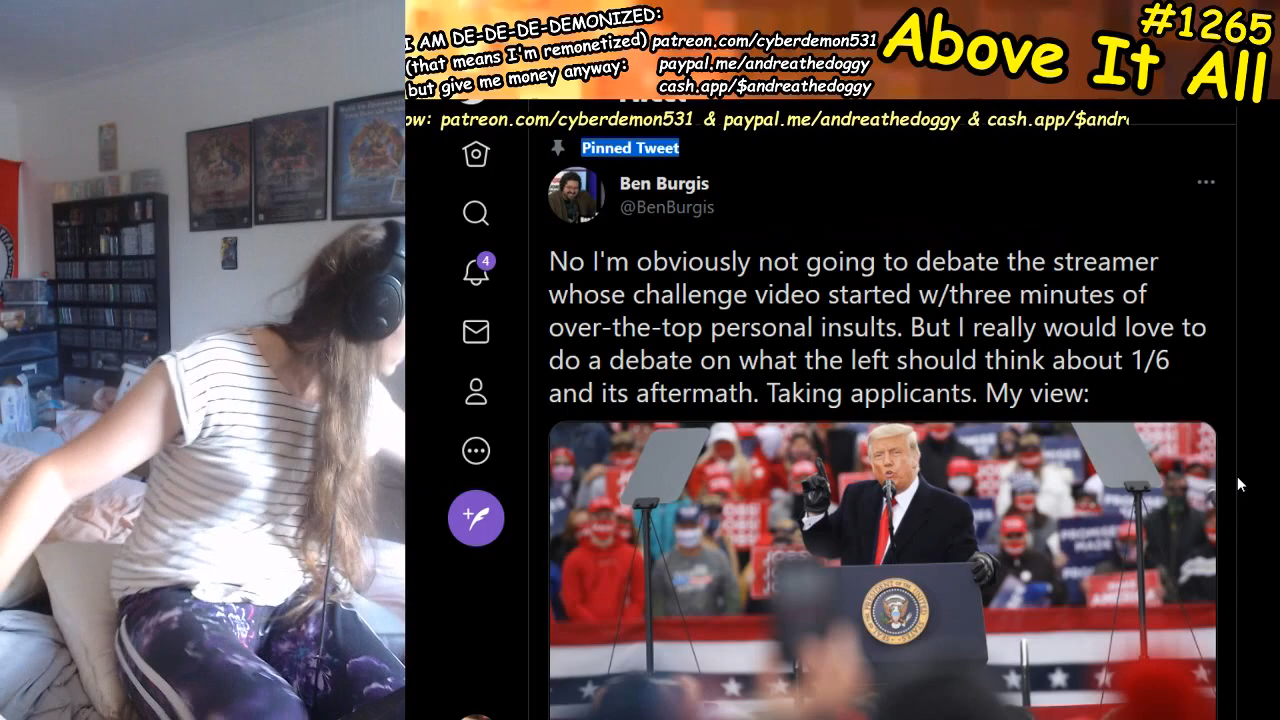 I AM DE-DE-DE-DEMONIZED:
(that means I'm remonetized)
but give me money anyway:
patreon.com/cyberdemon531
paypal.me/andreathedoggy
cash.app/$andreathedoggy
Above It All
#1265
ow: patreon.com/cyberdemon531 & paypal.me/andreathedoggy & cash.app/$andr
Tweet
Pinned Tweet
Ben Burgis
@BenBurgis
4
No I'm obviously not going to debate the streamer
whose challenge video started w/three minutes of
over-the-top personal insults. But I really would love to
do a debate on what the left should think about 1/6
and its aftermath. Taking applicants. My view: